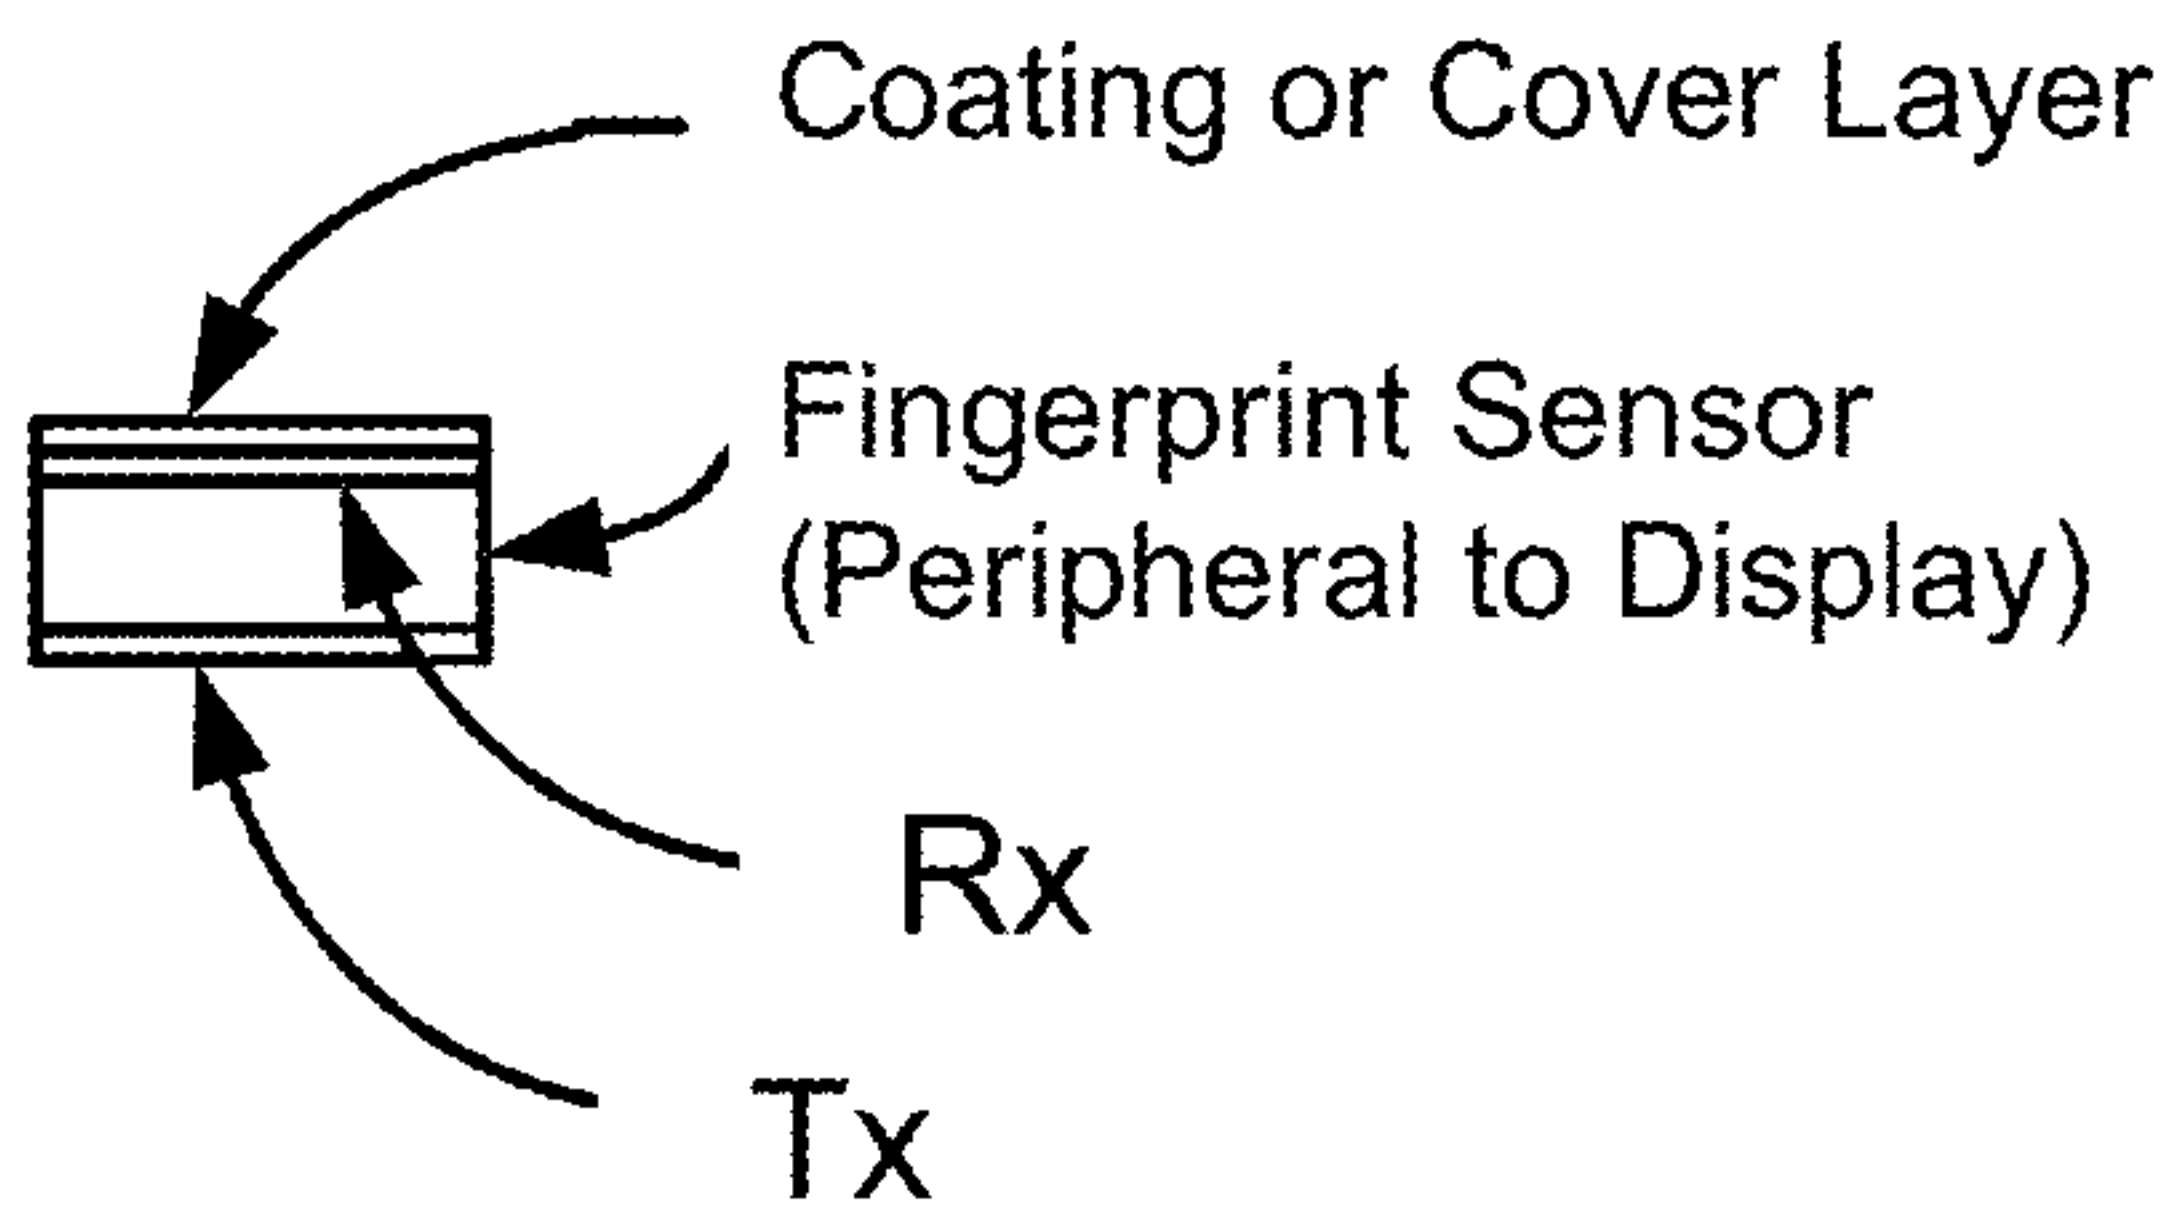 Coating or Cover Layer
Fingerprint Sensor
(Peripheral to Display)
Rx
Tx